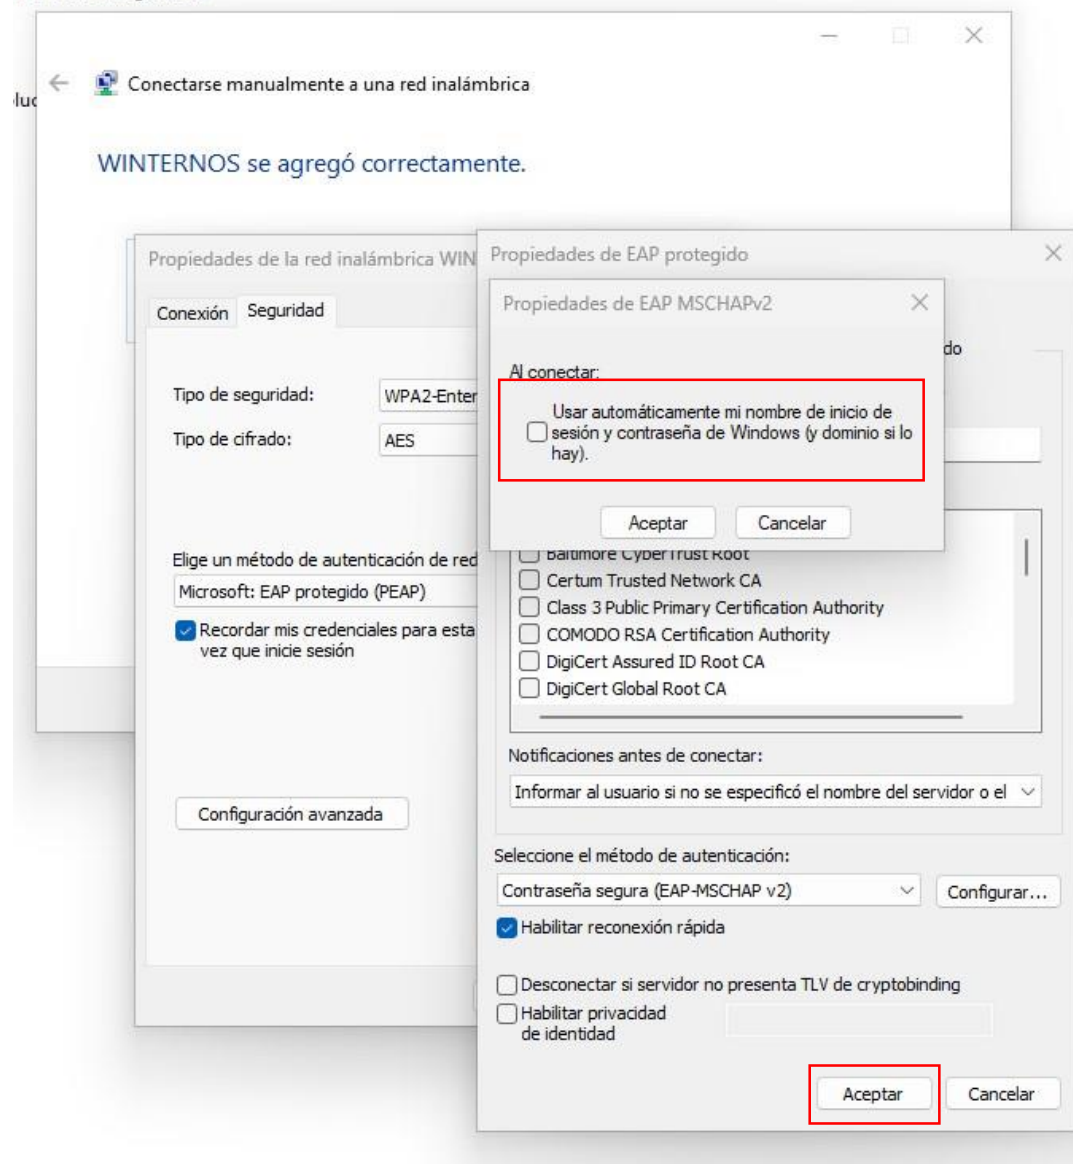 Conectarse manualmente a una red inalámbrica
WINTERNOS se agregó correctamente.
Propiedades de la red inalámbrica WIN
Conexión Seguridad
Tipo de seguridad: WPA2-Enter
Tipo de cifrado: AES
Elige un método de autenticación de red
Microsoft: EAP protegido (PEAP)
Recordar mis credenciales para esta
vez que inicie sesión
Configuración avanzada
Propiedades de EAP protegido
Propiedades de EAP MSCHAPv2
do
Al conectar:
Usar automáticamente mi nombre de inicio de
sesión y contraseña de Windows (y dominio si lo
hay).
Aceptar Cancelar
Baltimore CyberTrust Root
Certum Trusted Network CA
Class 3 Public Primary Certification Authority
COMODO RSA Certification Authority
DigiCert Assured ID Root CA
DigiCert Global Root CA
Notificaciones antes de conectar:
Informar al usuario si no se especificó el nombre del servidor o el
Seleccione el método de autenticación:
Contraseña segura (EAP-MSCHAP v2) Configurar...
Habilitar reconexión rápida
Desconectar si servidor no presenta TLV de cryptobinding
Habilitar privacidad
de identidad
Aceptar Cancelar